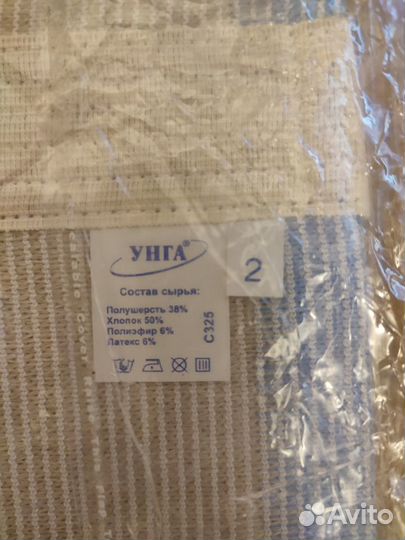 УНГА®
2
Состав сырья:
Полушерсть 38%
Хлопок 50%
Полиэфир 6%
Латекс 6%
С325
Avito